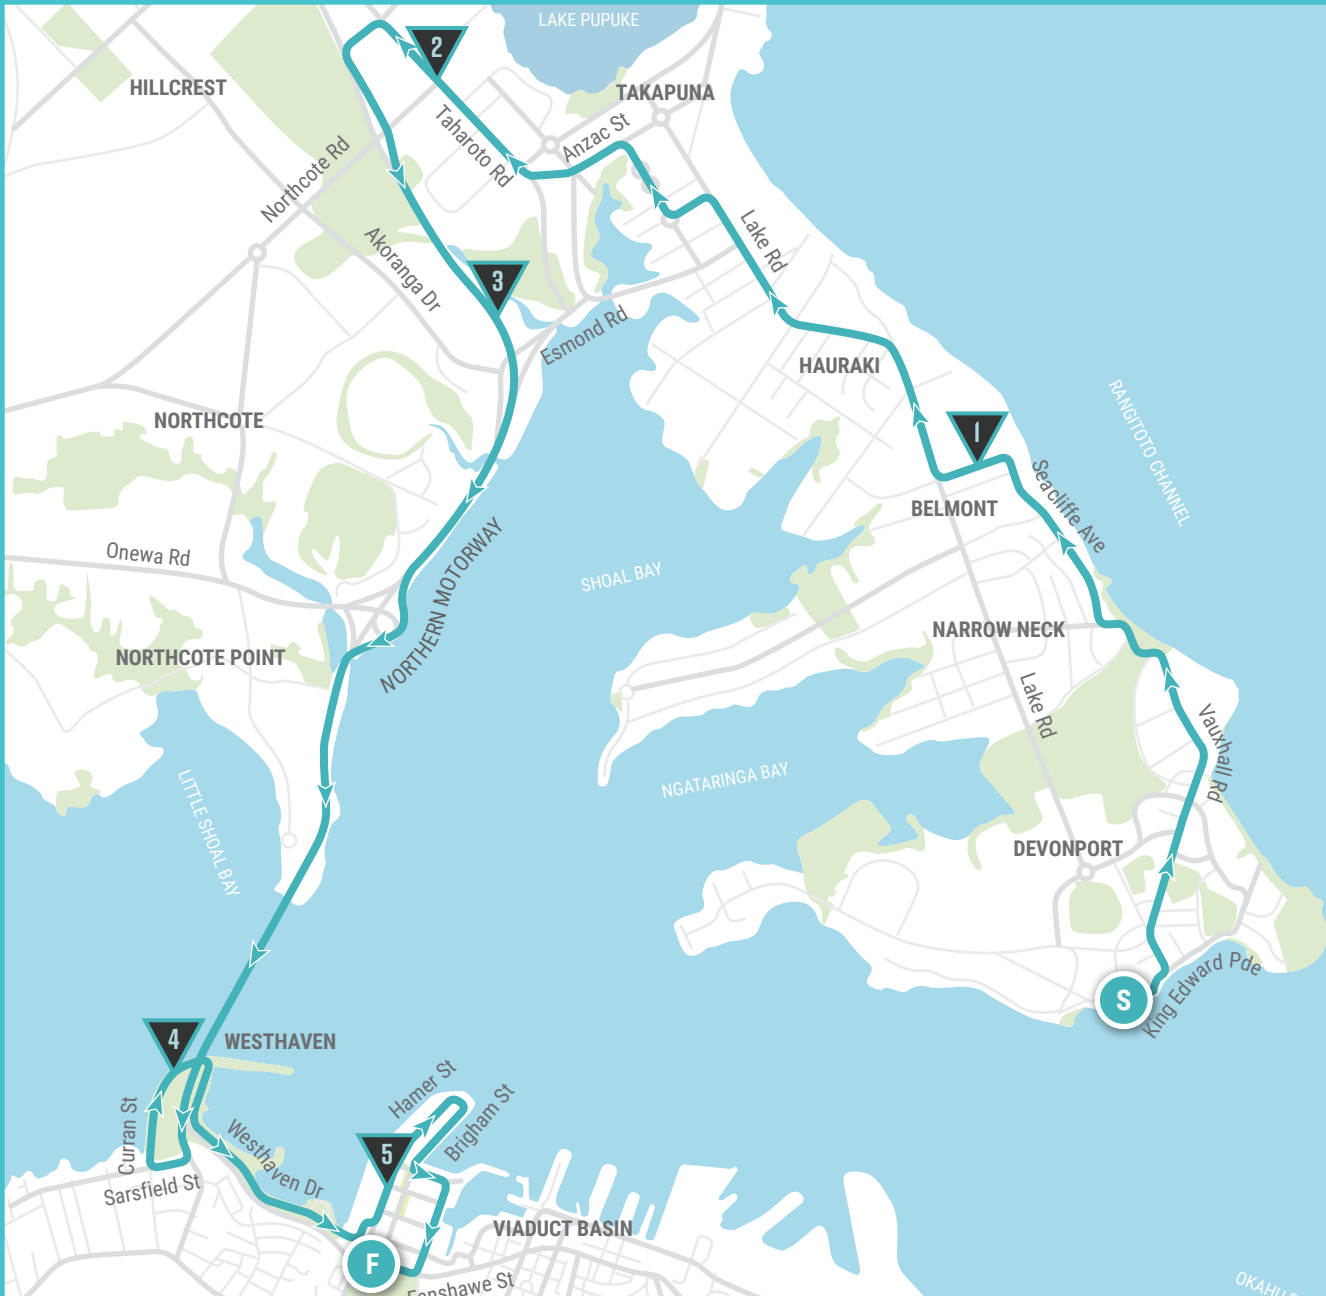 LAKE PUPUKE
2
HILLCREST
TAKAPUNA
Taharoto Rd
Anzac St
Northcote Rd
Lake Rd
Akoranga Dr
3
Esmond Rd
HAURAKI
RANGITOTO CHANNEL
NORTHCOTE
1
Seacliffe Ave
BELMONT
Onewa Rd
NORTHERN MOTORWAY
SHOAL BAY
NARROW NECK
NORTHCOTE POINT
Lake Rd
Vauxhall Rd
LITTLE SHOAL BAY
NGATARINGA BAY
DEVONPORT
S
King Edward Pde
4
WESTHAVEN
Hamer St
Brigham St
Curran St
Westhaven Dr
5
Sarsfield St
VIADUCT BASIN
F
Fanshawe St
OKAHU